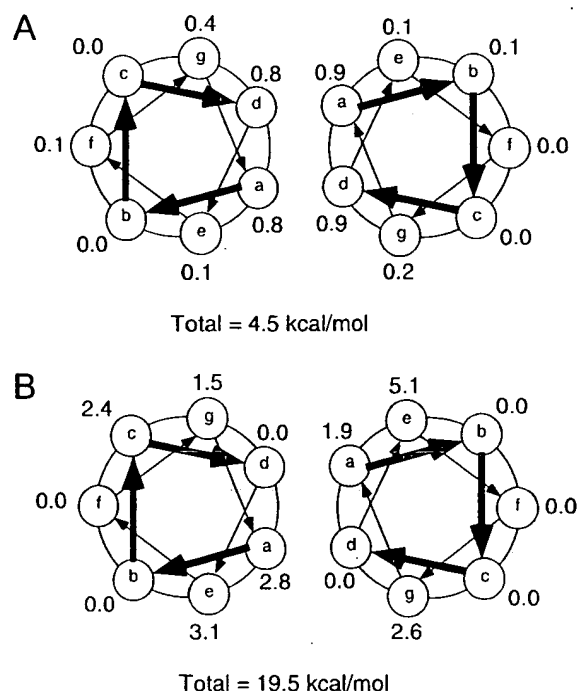 A
0.4 0.1
0.0 g 0.8 0.9 e b 0.1
c d a
0.1 f f 0.0
b a d c
0.0 e 0.8 0.9 g 0.0
0.1 0.2
Total = 4.5 kcal/mol
B
1.5 5.1
2.4 g 0.0 1.9 e b 0.0
c d a
0.0 f f 0.0
b a d c
0.0 e 2.8 0.0 g 0.0
3.1 2.6
Total = 19.5 kcal/mol